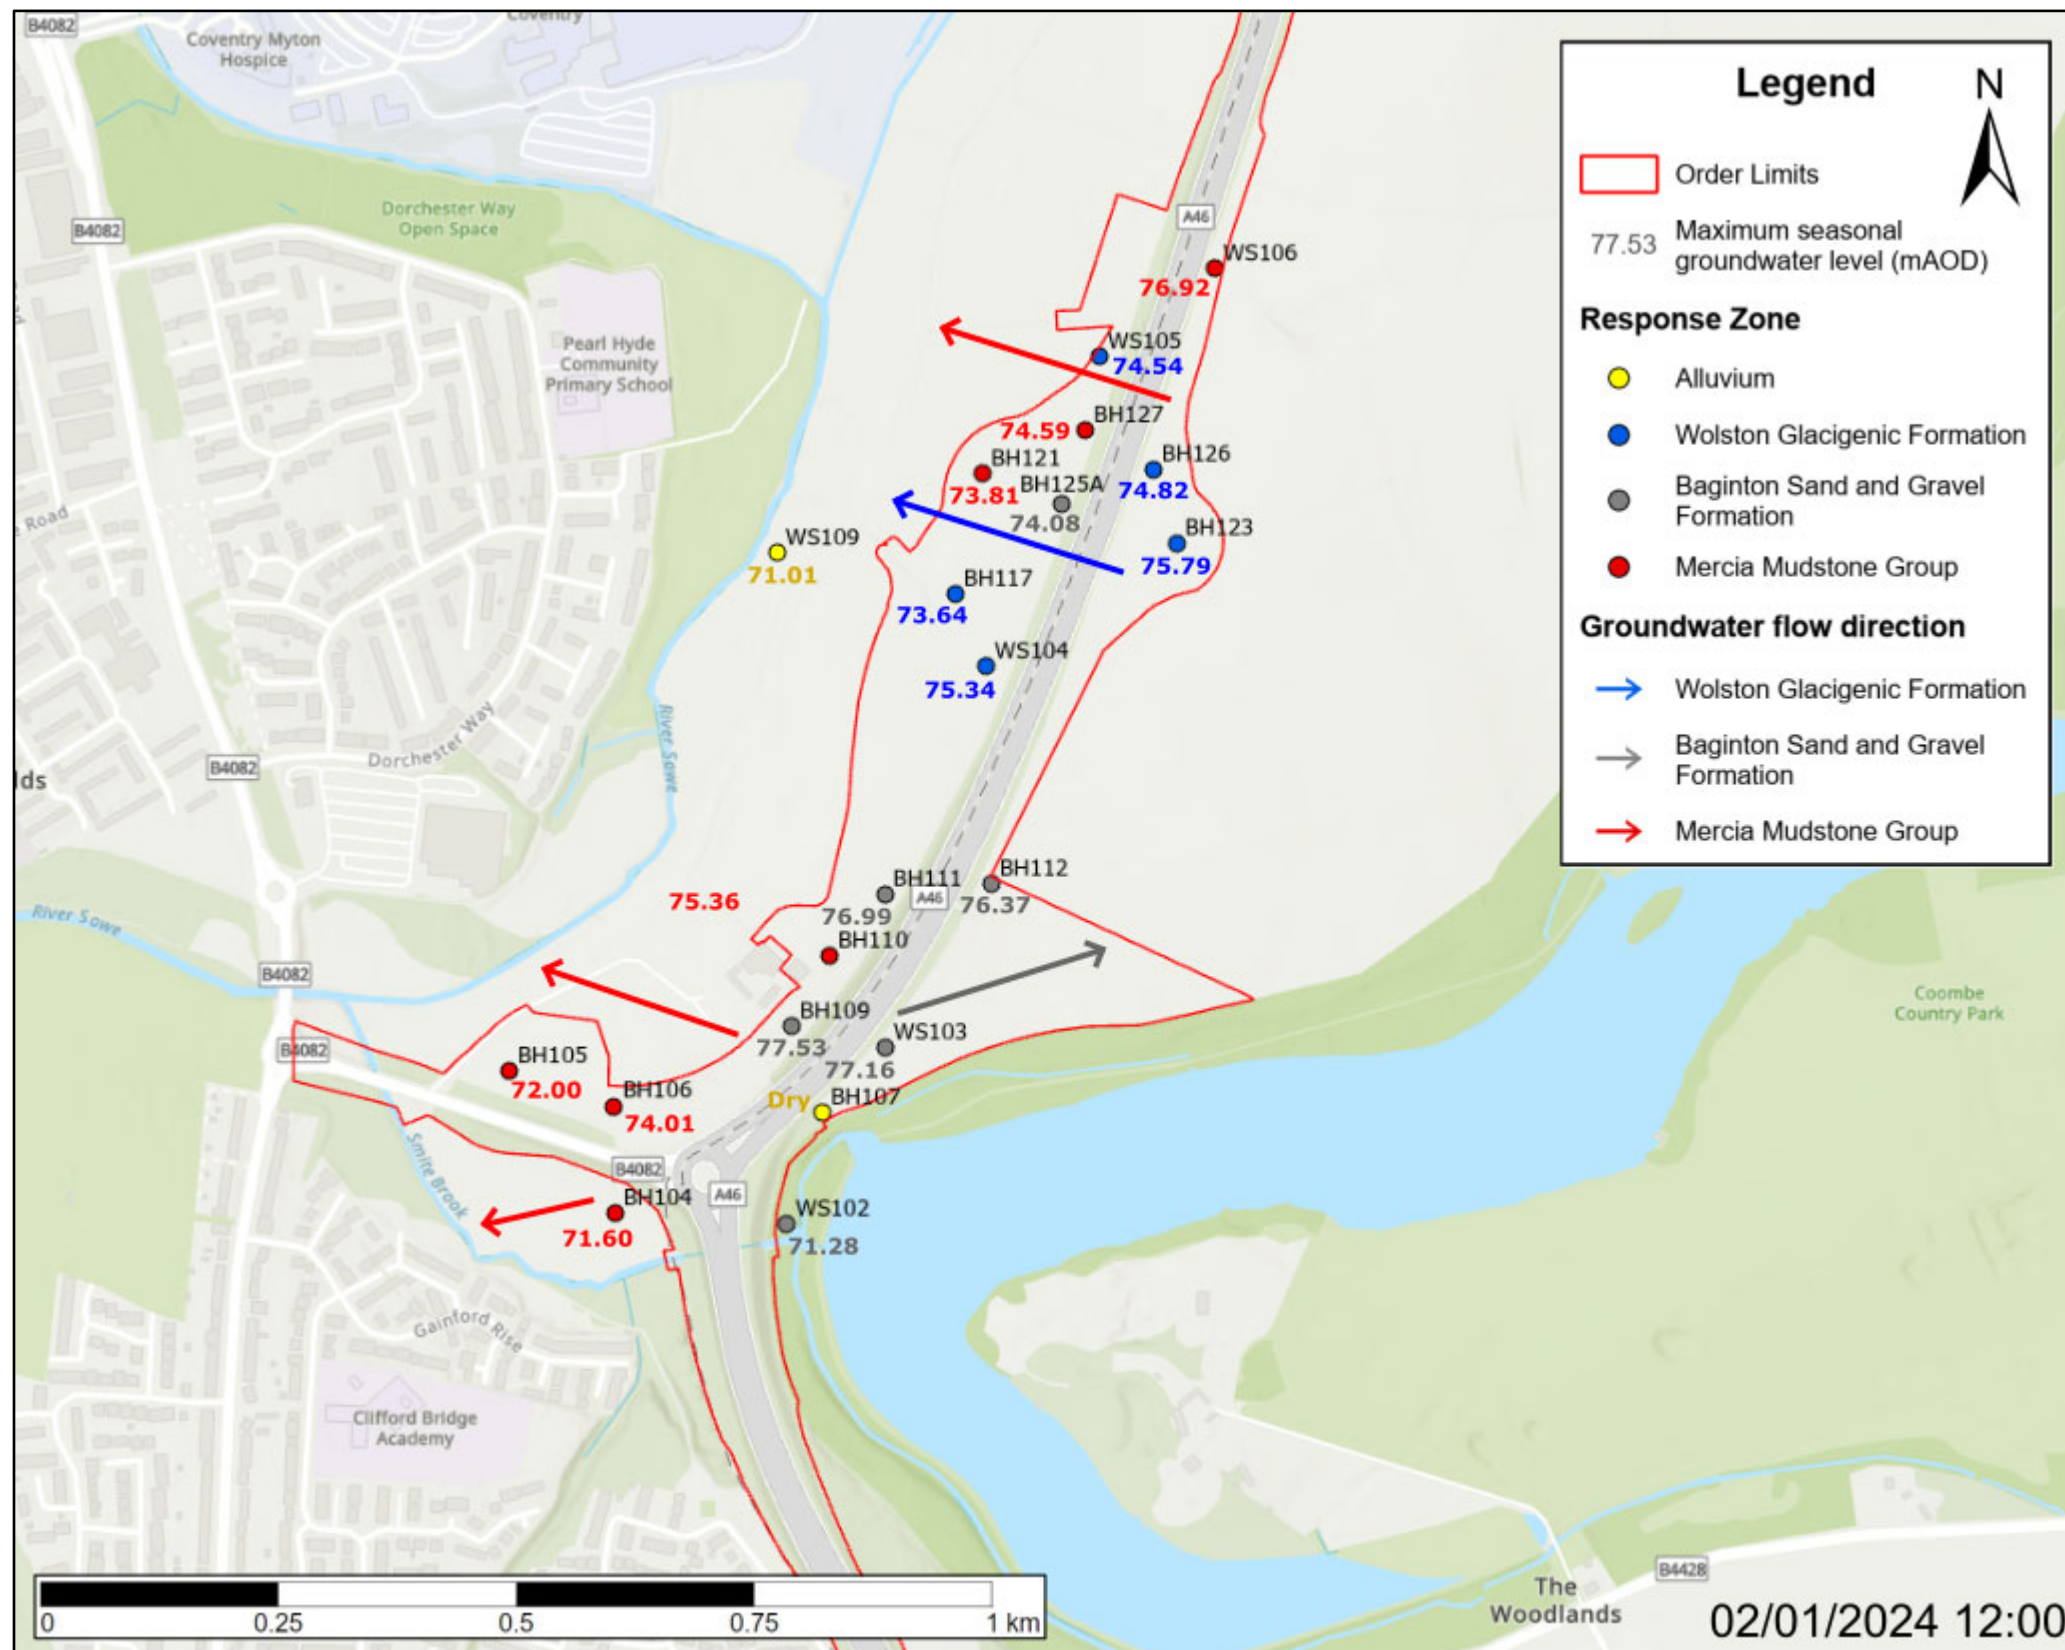 B4082
Coventry
Coventry Myton
Hospice
Dorchester Way
Open Space
B4082
A46
WS106
76.92
Pearl Hyde
Community
Primary School
WS105
74.54
BH127
74.59
BH121
73.81
BH125A
74.08
BH126
74.82
BH123
75.79
Road
WS109
71.01
BH117
73.64
WS104
75.34
River Sowe
Dorchester Way
B4082
lds
River Sowe
BH111
76.99
A46
BH112
76.37
75.36
BH110
B4082
BH109
77.53
WS103
77.16
B4082
BH105
72.00
BH106
74.01
Dry
BH107
Smite Brook
B4082
A46
BH104
71.60
WS102
71.28
Gainford Rise
Clifford Bridge
Academy
Coombe
Country Park
B4428
The
Woodlands
Legend
N
Order Limits
77.53
Maximum seasonal
groundwater level (mAOD)
Response Zone
Alluvium
Wolston Glacigenic Formation
Baginton Sand and Gravel
Formation
Mercia Mudstone Group
Groundwater flow direction
Wolston Glacigenic Formation
Baginton Sand and Gravel
Formation
Mercia Mudstone Group
0 0.25 0.5 0.75 1 km
02/01/2024 12:00